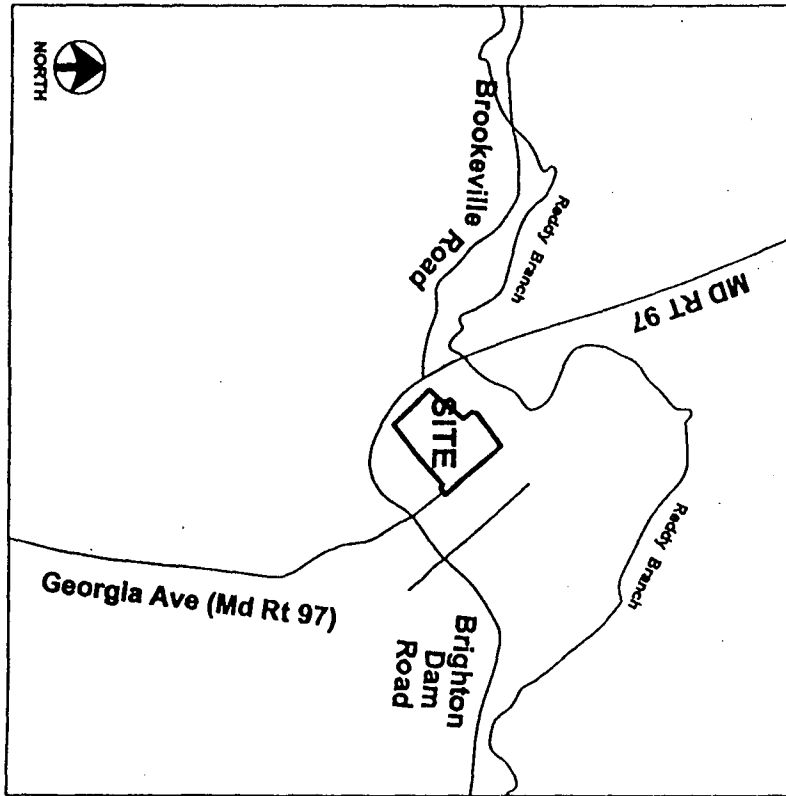 NORTH
Brookeville Road
Reddy Branch
MD RT 97
SITE
Reddy Branch
Georgia Ave (Md Rt 97)
Brighton
Dam
Road